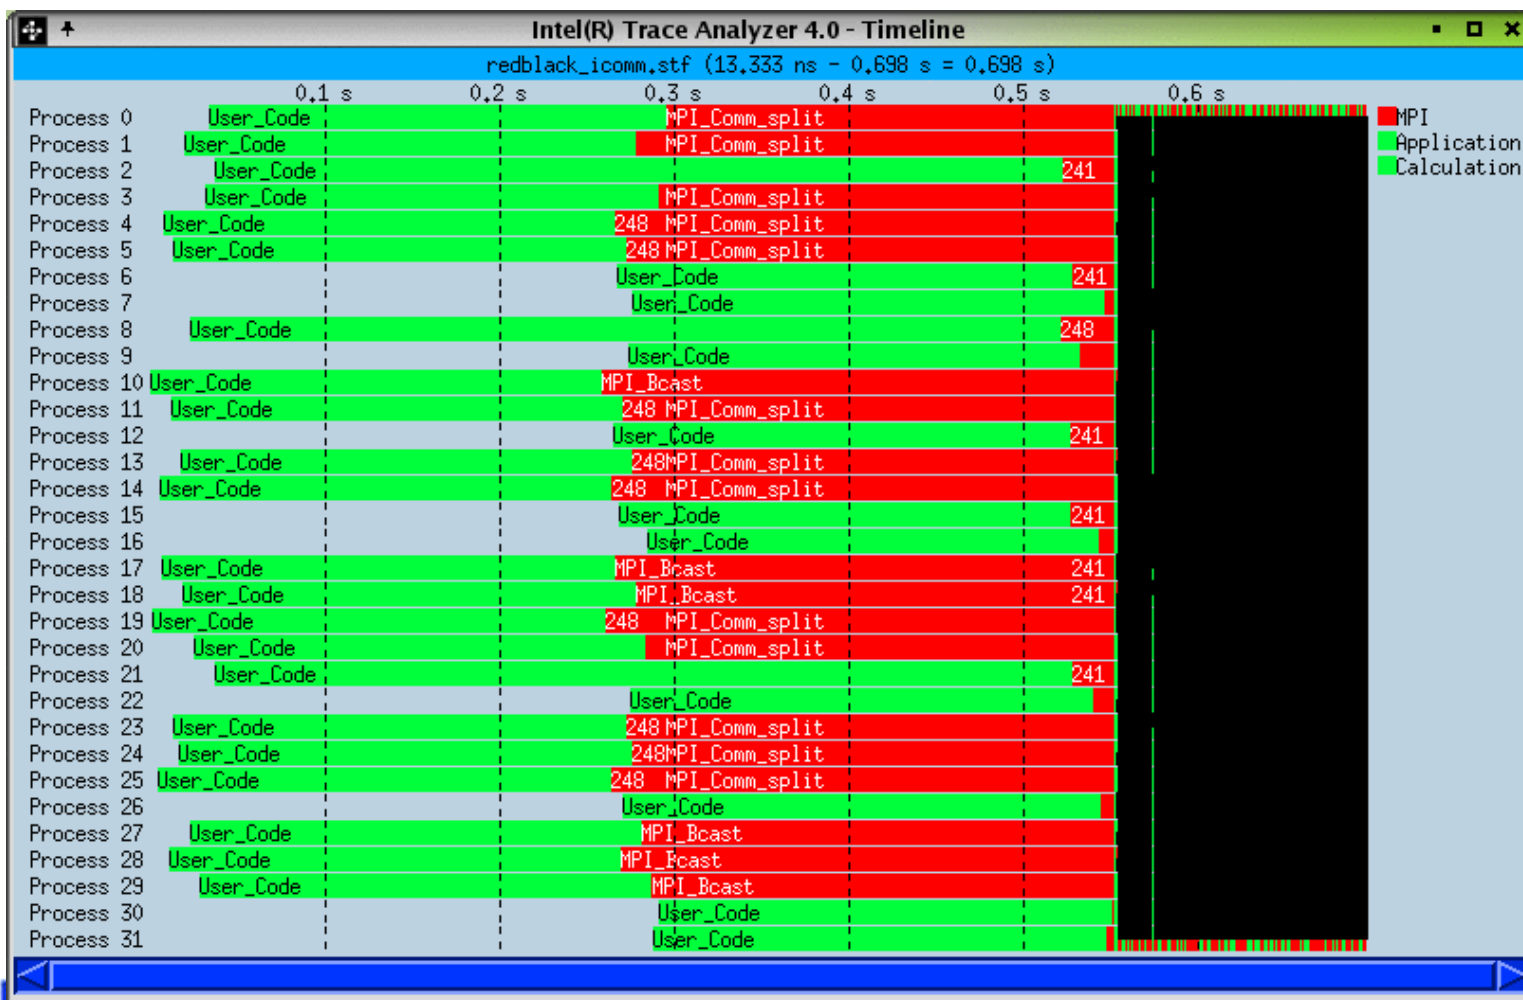 Intel(R) Trace Analyzer 4.0 - Timeline
redblack_icomm.stf (13.333 ns - 0.698 s = 0.698 s)
0.1 s 0.2 s 0.3 s 0.4 s 0.5 s 0.6 s
Process 0 User_Code MPI_Comm_split MPI
Process 1 User_Code MPI_Comm_split Application
Process 2 User_Code 241 Calculation
Process 3 User_Code MPI_Comm_split
Process 4 User_Code 248 MPI_Comm_split
Process 5 User_Code 248 MPI_Comm_split
Process 6 User_Code 241
Process 7 User_Code
Process 8 User_Code 248
Process 9 User_Code
Process 10 User_Code MPI_Bcast
Process 11 User_Code 248 MPI_Comm_split
Process 12 User_Code 241
Process 13 User_Code 248 MPI_Comm_split
Process 14 User_Code 248 MPI_Comm_split
Process 15 User_Code 241
Process 16 User_Code
Process 17 User_Code MPI_Bcast 241
Process 18 User_Code MPI_Bcast 241
Process 19 User_Code 248 MPI_Comm_split
Process 20 User_Code MPI_Comm_split
Process 21 User_Code 241
Process 22 User_Code
Process 23 User_Code 248 MPI_Comm_split
Process 24 User_Code 248 MPI_Comm_split
Process 25 User_Code 248 MPI_Comm_split
Process 26 User_Code
Process 27 User_Code MPI_Bcast
Process 28 User_Code MPI_Bcast
Process 29 User_Code MPI_Bcast
Process 30 User_Code
Process 31 User_Code